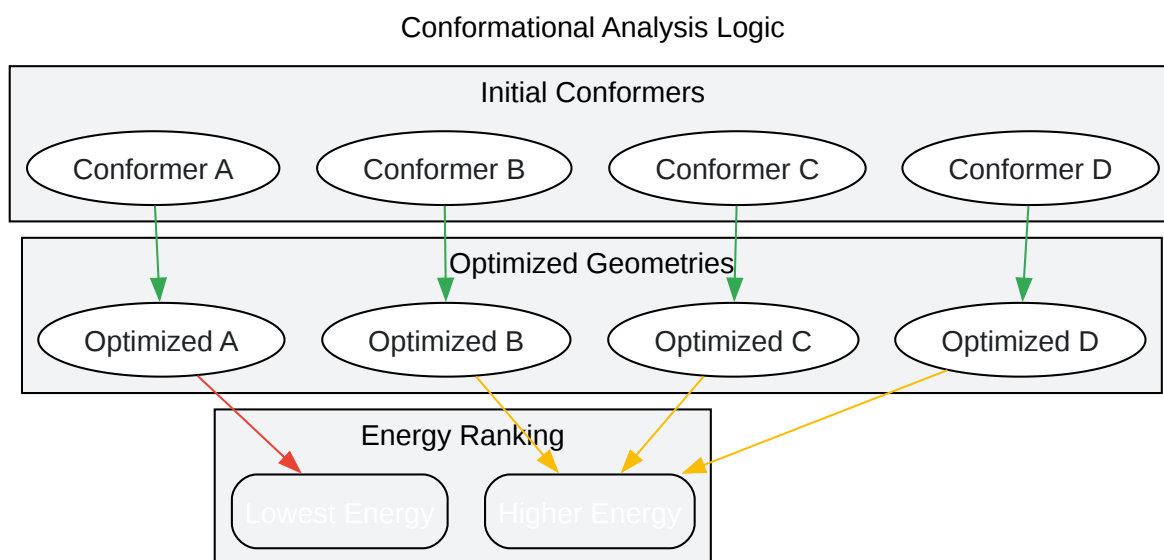 Conformational Analysis Logic
Initial Conformers
Conformer A
Conformer B
Conformer C
Conformer D
Optimized Geometries
Optimized A
Optimized B
Optimized C
Optimized D
Energy Ranking
Lowest Energy
Higher Energy